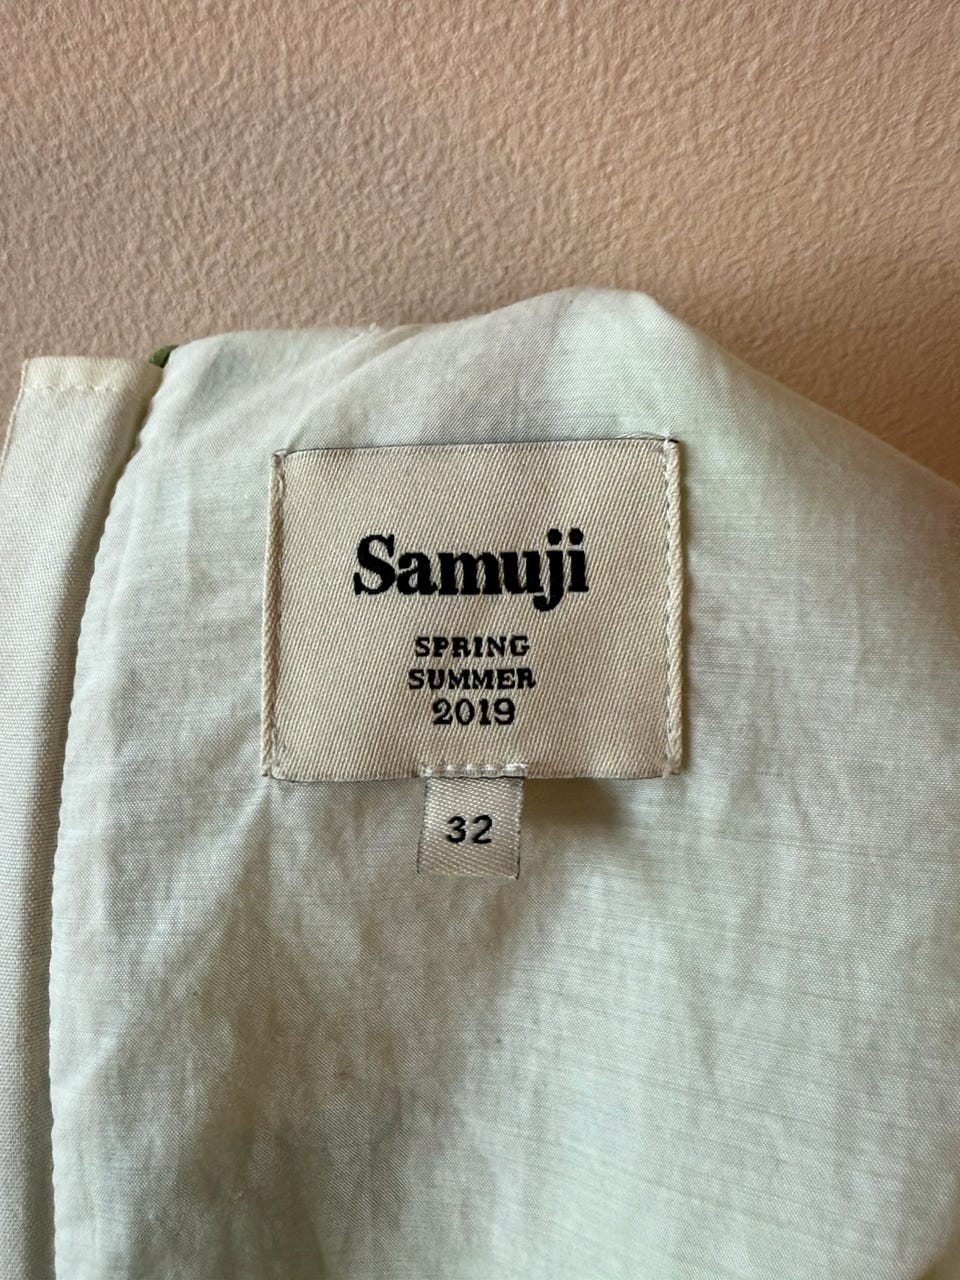 Samuji
SPRING
SUMMER
2019
32